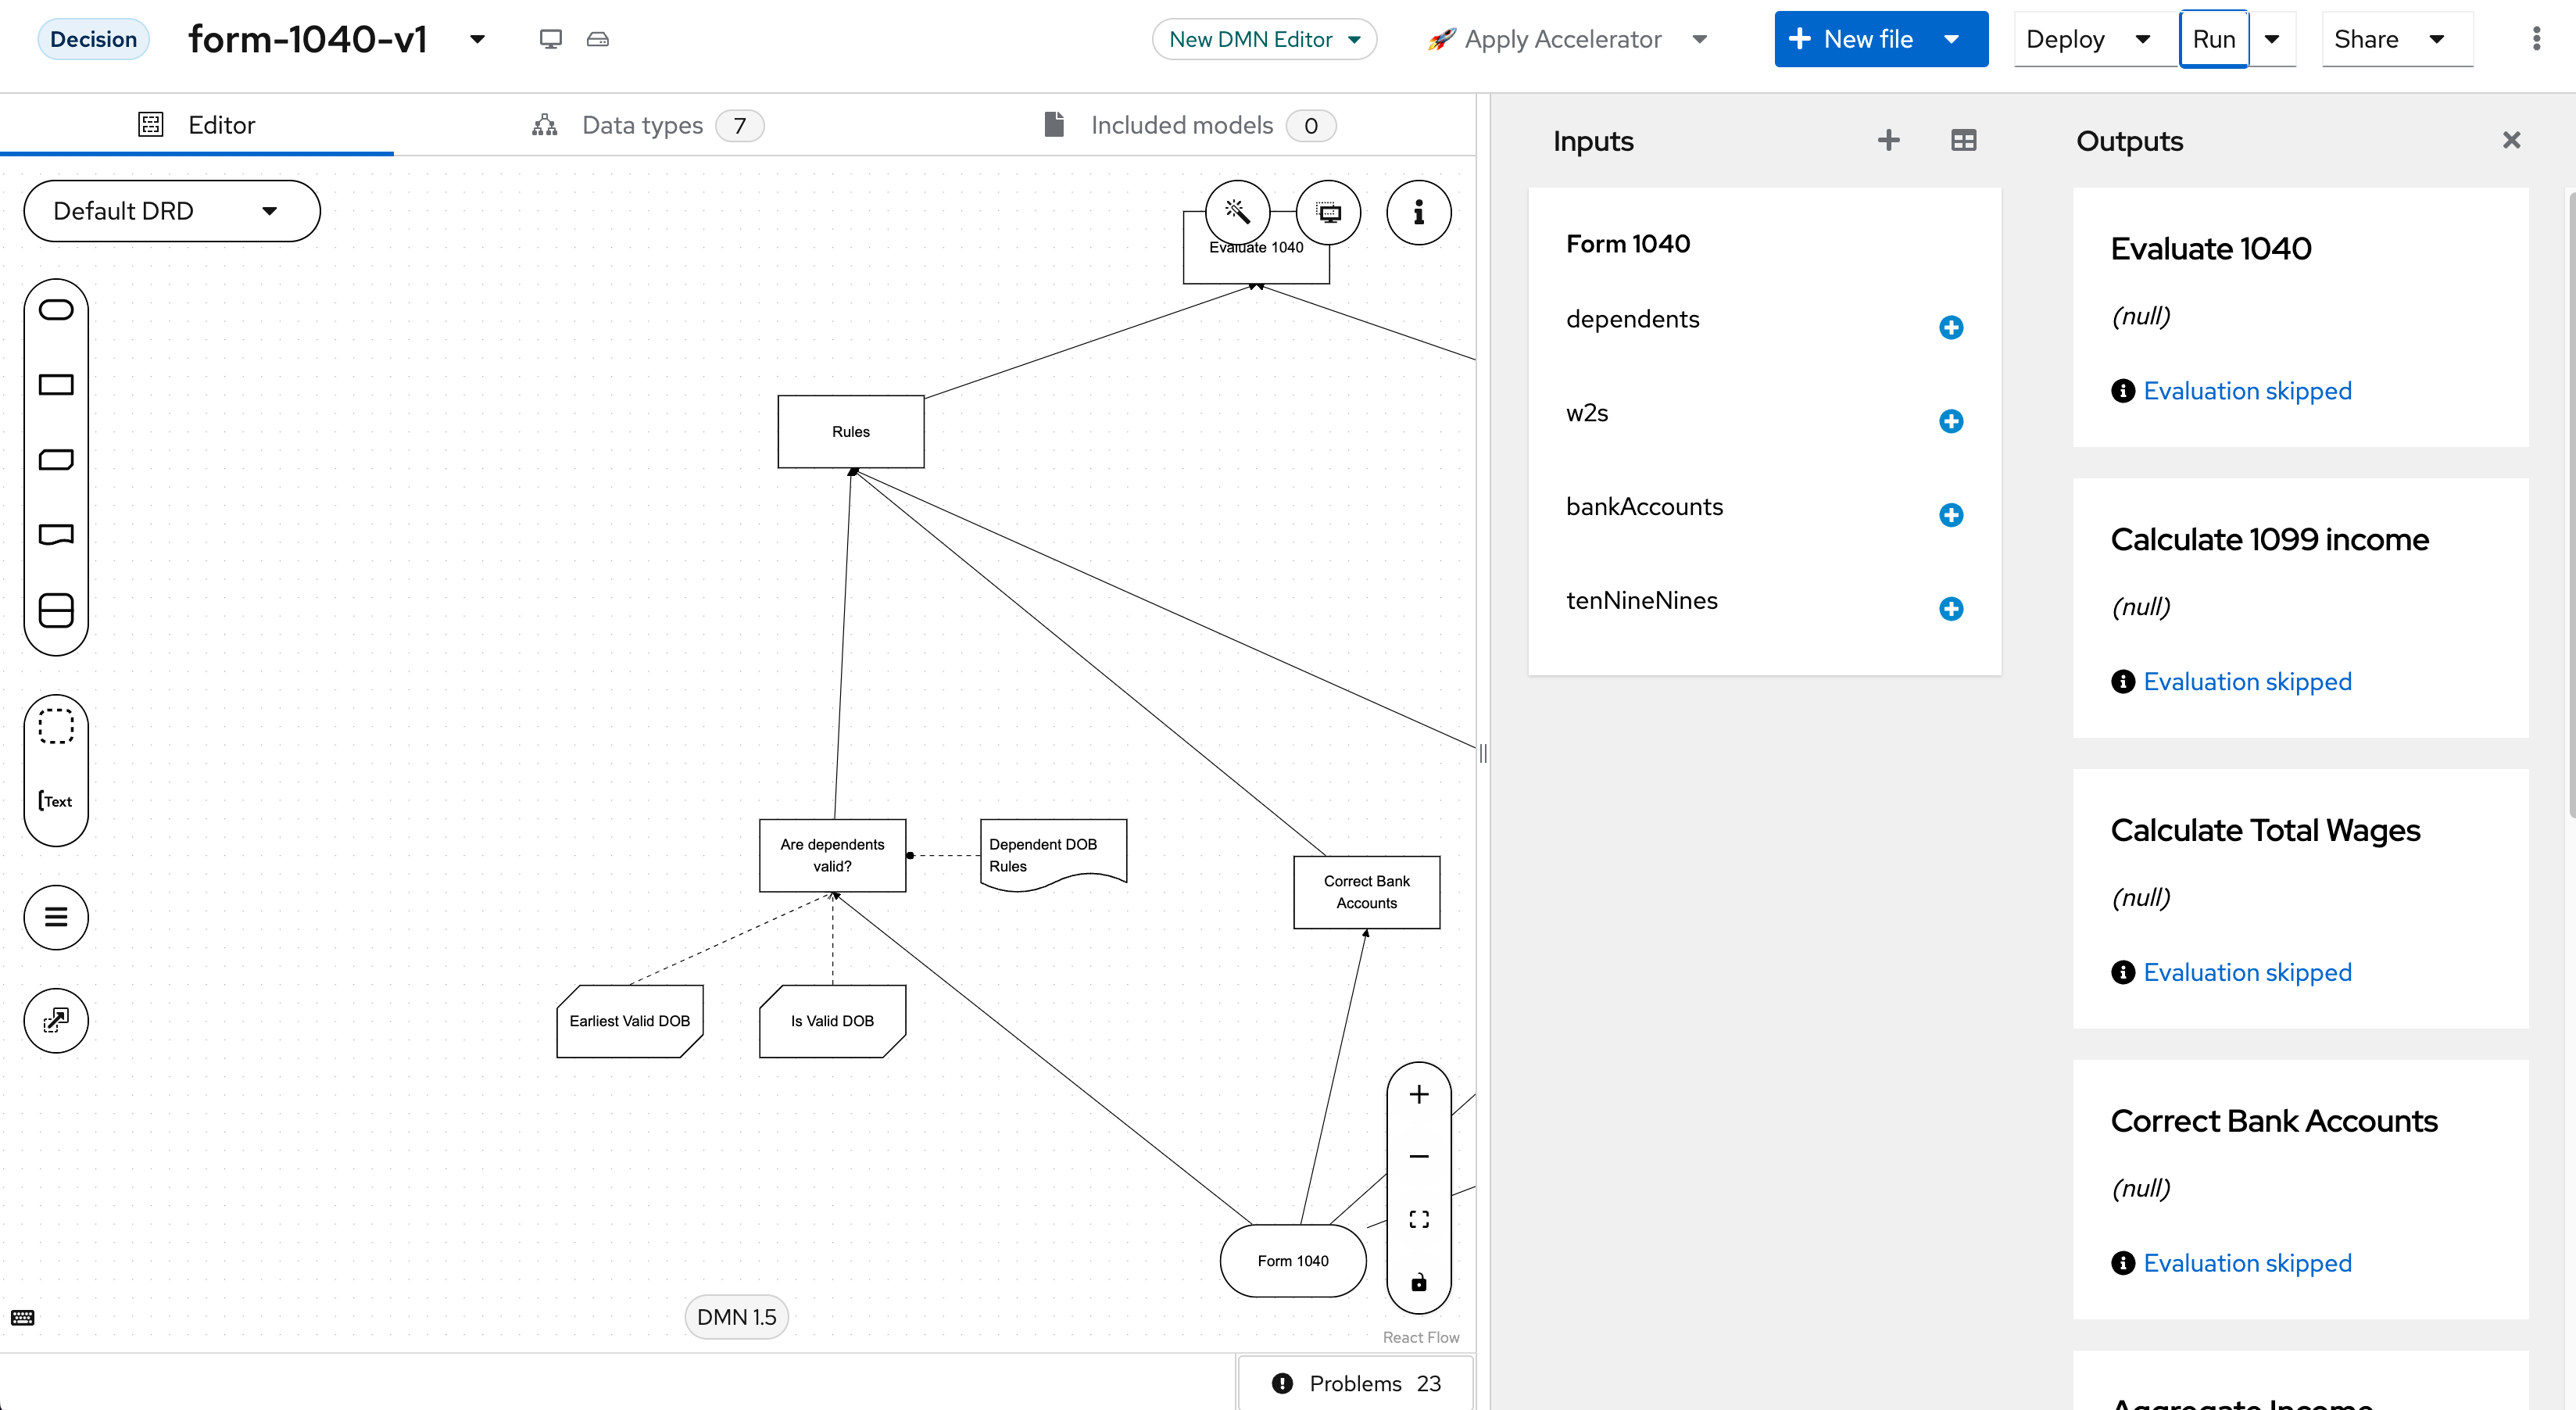 Decision
form-1040-v1
New DMN Editor
Apply Accelerator
New file
Deploy
Run
Share
Editor
Data types 7
Included models 0
Default DRD
Evaluate 1040
Rules
Are dependents
valid?
Dependent DOB
Rules
Correct Bank
Accounts
Earliest Valid DOB
Is Valid DOB
Form 1040
Text
DMN 1.5
React Flow
Problems 23
Inputs
Form 1040
dependents
w2s
bankAccounts
tenNineNines
Outputs
Evaluate 1040
(null)
Evaluation skipped
Calculate 1099 income
(null)
Evaluation skipped
Calculate Total Wages
(null)
Evaluation skipped
Correct Bank Accounts
(null)
Evaluation skipped
Aggregate Income